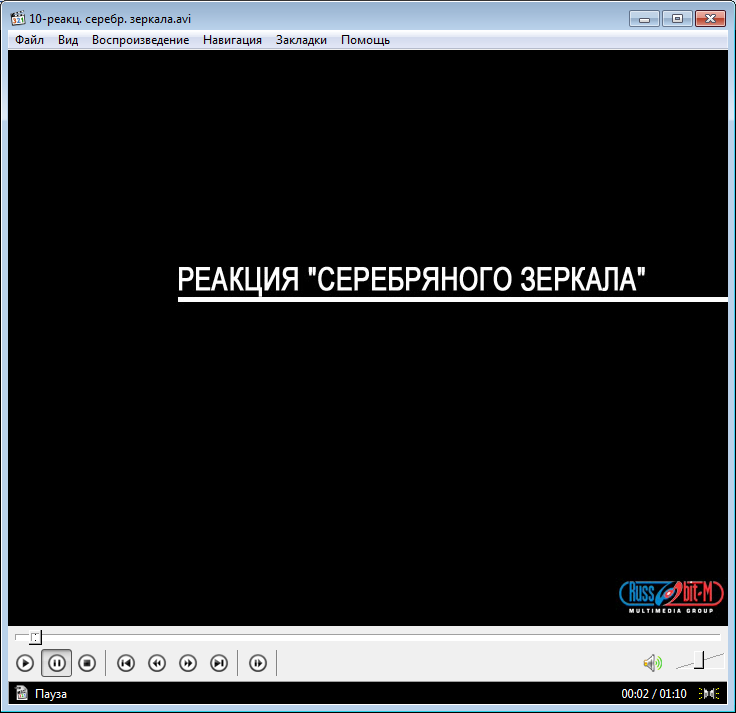 10-реакц. серебр. зеркала.avi
Файл Вид Воспроизведение Навигация Закладки Помощь
РЕАКЦИЯ "СЕРЕБРЯНОГО ЗЕРКАЛА"
Russ bit-M
MULTIMEDIA GROUP
Пауза 00:02 / 01:10